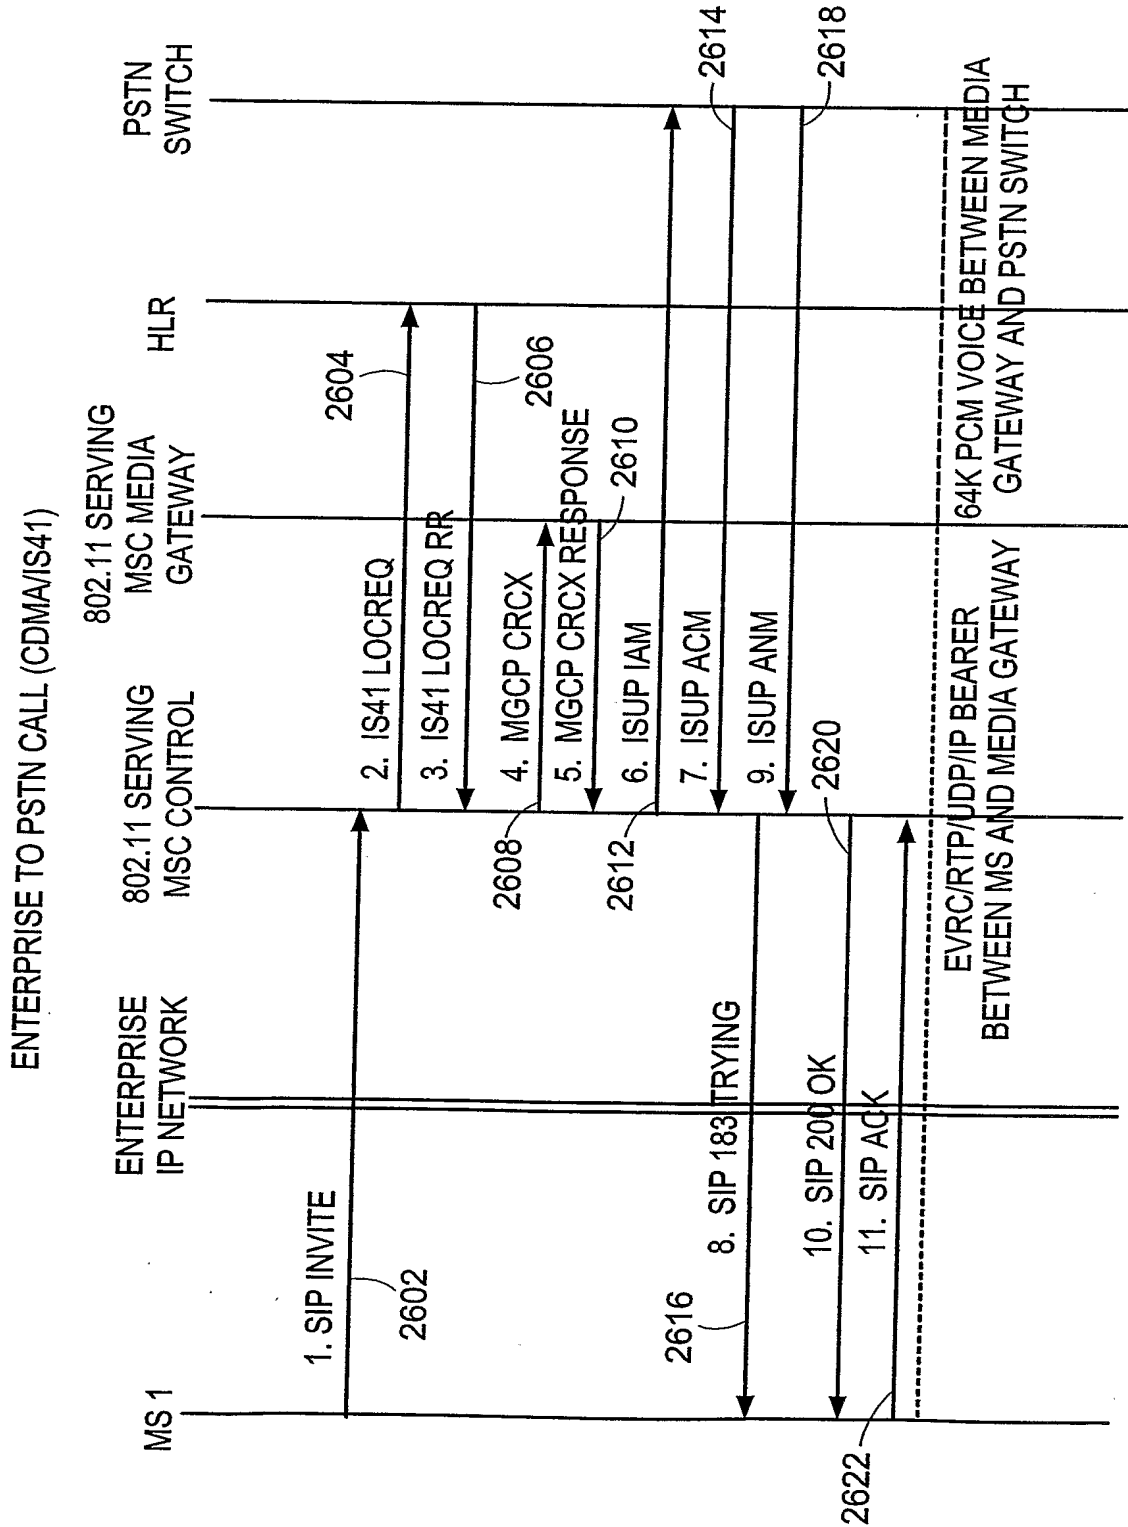 ENTERPRISE TO PSTN CALL (CDMA/IS41)
MS 1
ENTERPRISE
IP NETWORK
802.11 SERVING
MSC CONTROL
802.11 SERVING
MSC MEDIA
GATEWAY
HLR
PSTN
SWITCH
1. SIP INVITE
2602
2. IS41 LOCREQ
2604
3. IS41 LOCREQ RR
2606
4. MGCP CRCX
2608
5. MGCP CRCX RESPONSE
2610
6. ISUP IAM
2612
7. ISUP ACM
2614
8. SIP 183 TRYING
2616
9. ISUP ANM
2618
10. SIP 200 OK
2620
11. SIP ACK
2622
EVRC/RTP/UDP/IP BEARER
BETWEEN MS AND MEDIA GATEWAY
64K PCM VOICE BETWEEN MEDIA
GATEWAY AND PSTN SWITCH